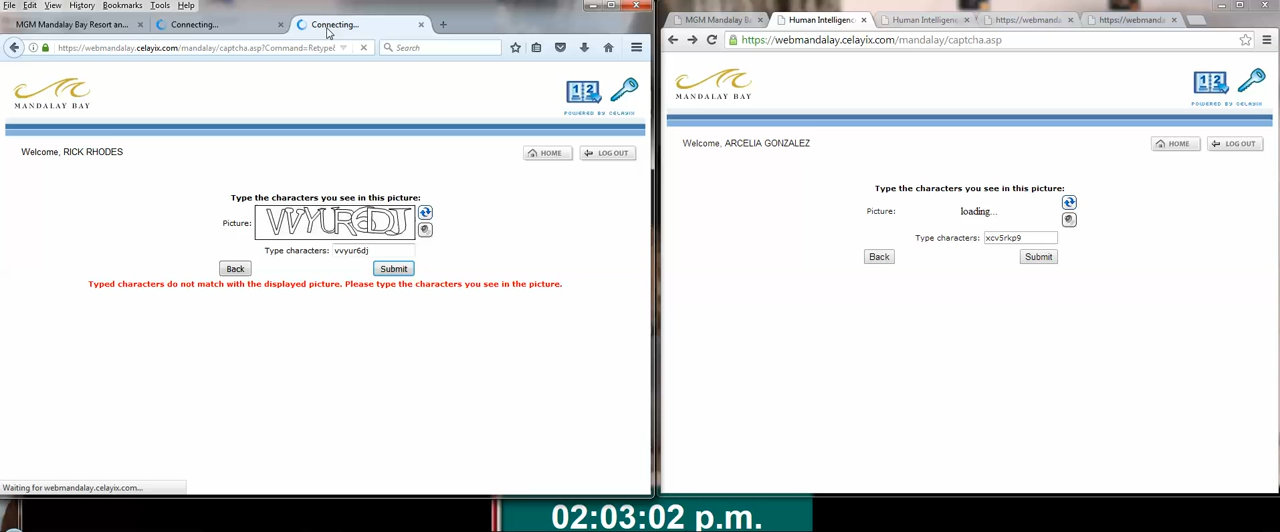 File Edit View History Bookmarks Tools Help
MGM Mandalay Bay Resort an... Connecting... Connecting...
https://webmandalay.celayix.com/mandalay/captcha.asp?Command=Retype& Search
MANDALAY BAY
1 2
POWERED BY CELAYIX
Welcome, RICK RHODES
HOME LOG OUT
Type the characters you see in this picture:
Picture: VVYUR6DJ
Type characters: vvyur6dj
Back Submit
Typed characters do not match with the displayed picture. Please type the characters you see in the picture.
Waiting for webmandalay.celayix.com...
MGM Mandalay B Human Intelligenc Human Intelligenc https://webmanda https://webmanda
https://webmandalay.celayix.com/mandalay/captcha.asp
MANDALAY BAY
1 2
POWERED BY CELAYIX
Welcome, ARCELIA GONZALEZ
HOME LOG OUT
Type the characters you see in this picture:
Picture: loading...
Type characters: xcv5rkp9
Back Submit
02:03:02 p.m.